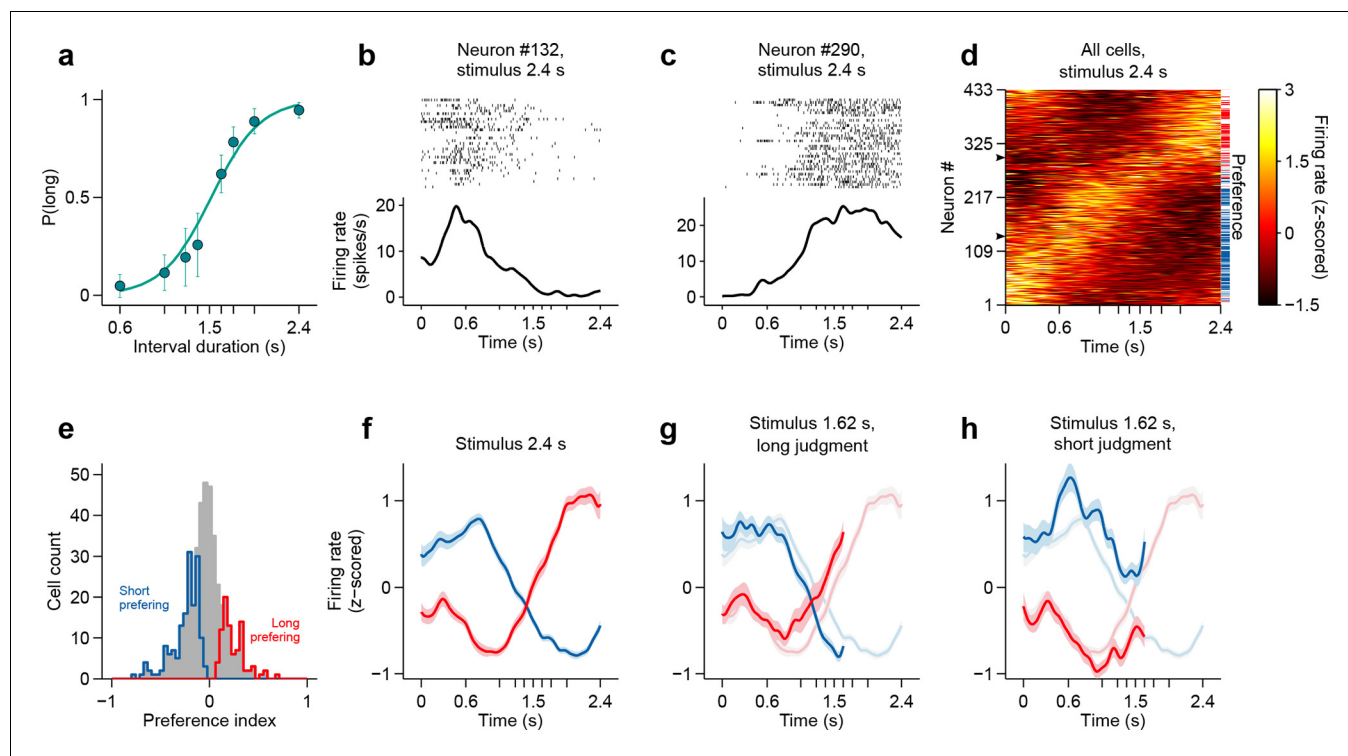 a
P(long)
1
0.5
0
0.6
1.5
2.4
Interval duration (s)
b
Neuron #132,
stimulus 2.4 s
Firing rate
(spikes/s)
20
10
0
0
0.6
1.5
2.4
Time (s)
c
Neuron #290,
stimulus 2.4 s
20
10
0
0
0.6
1.5
2.4
Time (s)
d
All cells,
stimulus 2.4 s
Neuron #
433
325
217
109
1
0
0.6
1.5
2.4
Time (s)
Preference
3
1.5
0
−1.5
Firing rate (z-scored)
e
Cell count
50
40
30
20
10
0
Short
prefering
Long
prefering
−1
0
1
Preference index
f
Stimulus 2.4 s
Firing rate
(z-scored)
1
0
−1
0
0.6
1.5
2.4
Time (s)
g
Stimulus 1.62 s,
long judgment
1
0
−1
0
0.6
1.5
2.4
Time (s)
h
Stimulus 1.62 s,
short judgment
1
0
−1
0
0.6
1.5
2.4
Time (s)